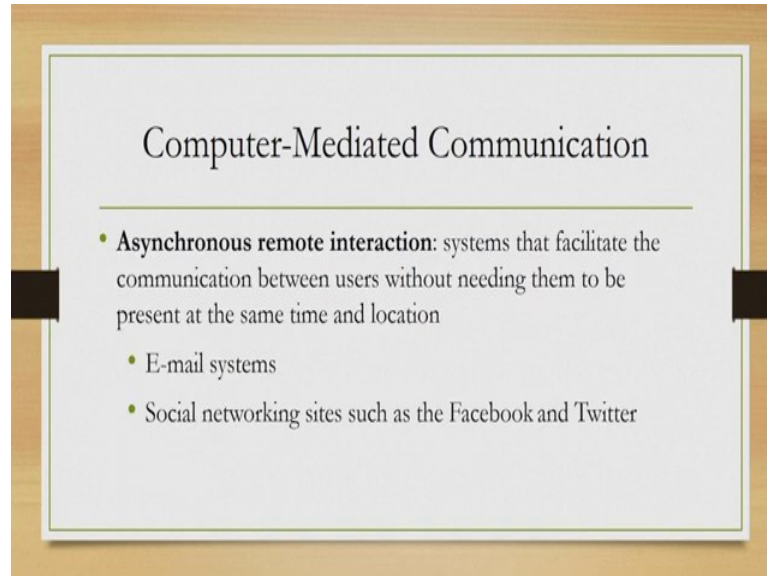 Computer-Mediated Communication
• Asynchronous remote interaction: systems that facilitate the
communication between users without needing them to be
present at the same time and location
• E-mail systems
• Social networking sites such as the Facebook and Twitter